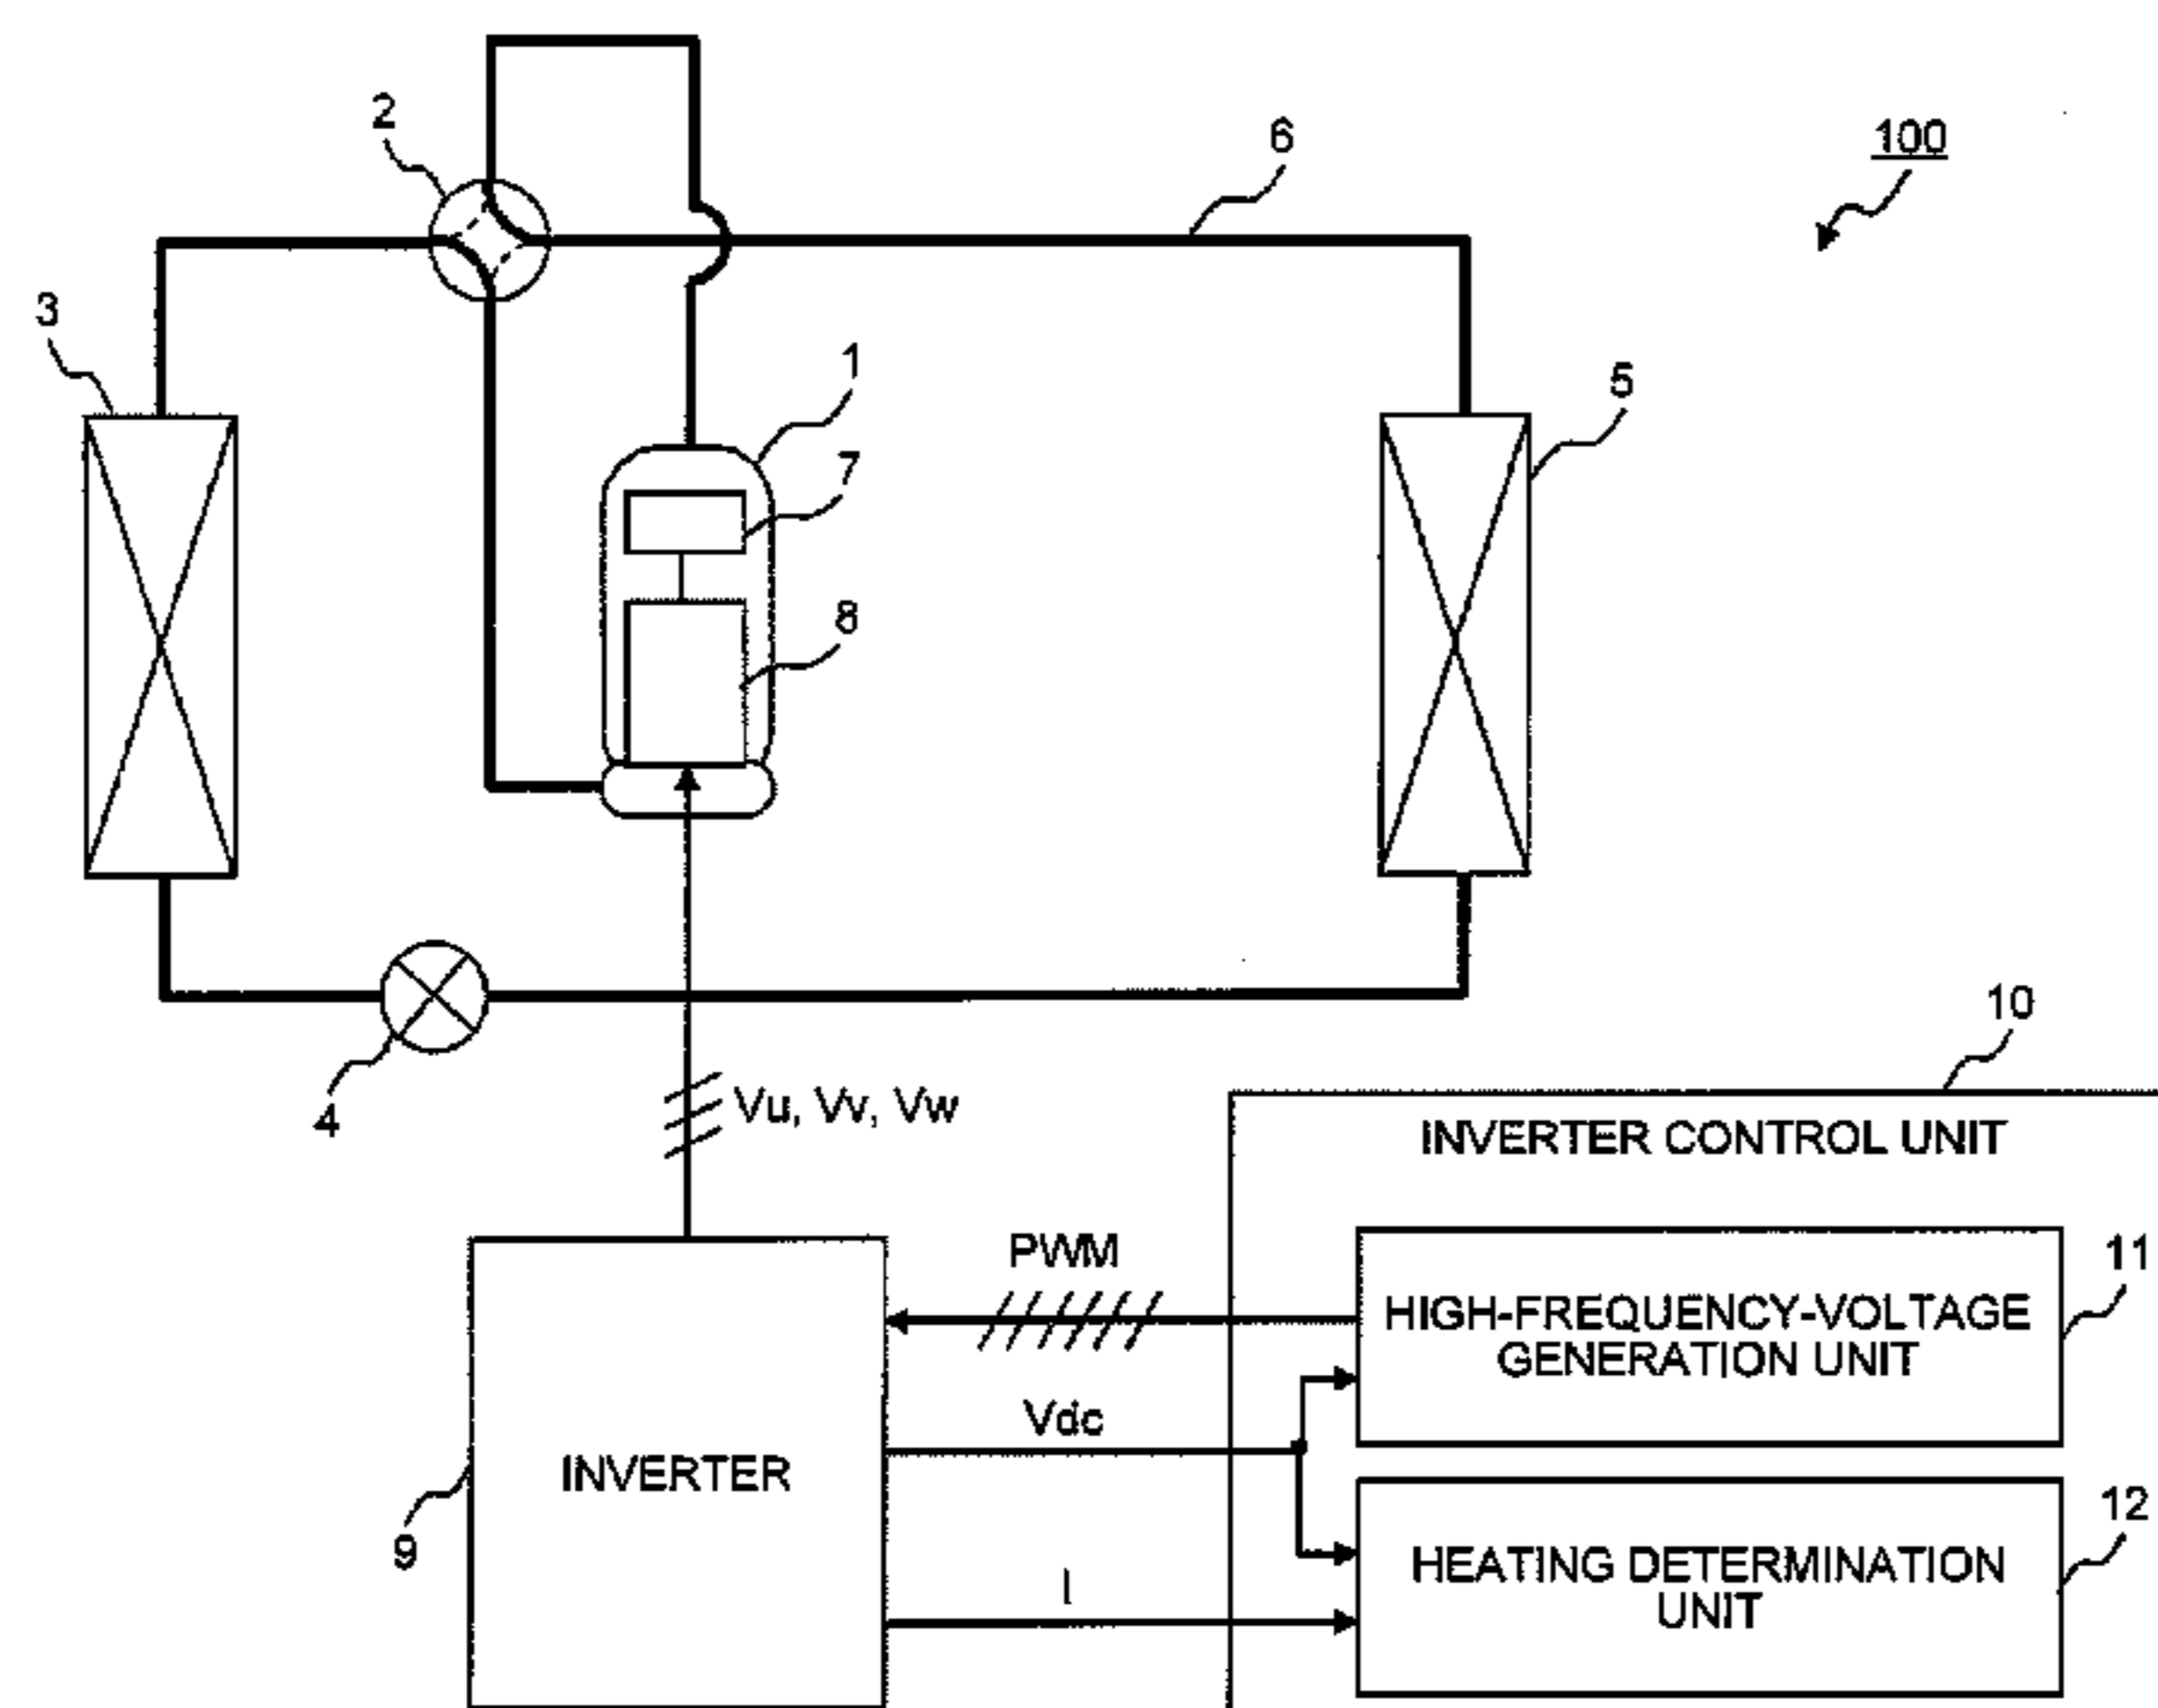 2
6
100
3
1
5
7
8
4
Vu, Vv, Vw
10
INVERTER CONTROL UNIT
PWM
11
HIGH-FREQUENCY-VOLTAGE
GENERATION UNIT
Vdc
INVERTER
9
12
HEATING DETERMINATION
UNIT
I